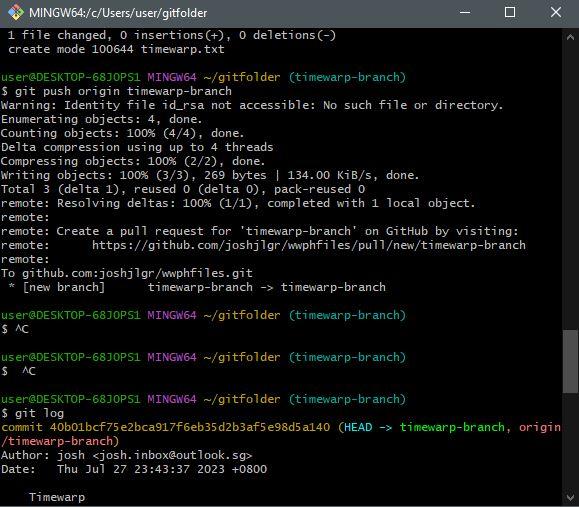 MINGW64:/c/Users/user/gitfolder
1 file changed, 0 insertions(+), 0 deletions(-)
create mode 100644 timewarp.txt
user@DESKTOP-68J0PS1 MINGW64 ~/gitfolder (timewarp-branch)
$ git push origin timewarp-branch
Warning: Identity file id_rsa not accessible: No such file or directory.
Enumerating objects: 4, done.
Counting objects: 100% (4/4), done.
Delta compression using up to 4 threads
Compressing objects: 100% (2/2), done.
Writing objects: 100% (3/3), 269 bytes | 134.00 KiB/s, done.
Total 3 (delta 1), reused 0 (delta 0), pack-reused 0
remote: Resolving deltas: 100% (1/1), completed with 1 local object.
remote:
remote: Create a pull request for 'timewarp-branch' on GitHub by visiting:
remote:      https://github.com/joshjlgr/wwphfiles/pull/new/timewarp-branch
remote:
To github.com:joshjlgr/wwphfiles.git
 * [new branch]      timewarp-branch -> timewarp-branch
user@DESKTOP-68J0PS1 MINGW64 ~/gitfolder (timewarp-branch)
$ ^C
user@DESKTOP-68J0PS1 MINGW64 ~/gitfolder (timewarp-branch)
$  ^C
user@DESKTOP-68J0PS1 MINGW64 ~/gitfolder (timewarp-branch)
$ git log
commit 40b01bcf75e2bca917f6eb35d2b3af5e98d5a140 (HEAD -> timewarp-branch, origin
/timewarp-branch)
Author: josh <josh.inbox@outlook.sg>
Date:   Thu Jul 27 23:43:37 2023 +0800
    Timewarp